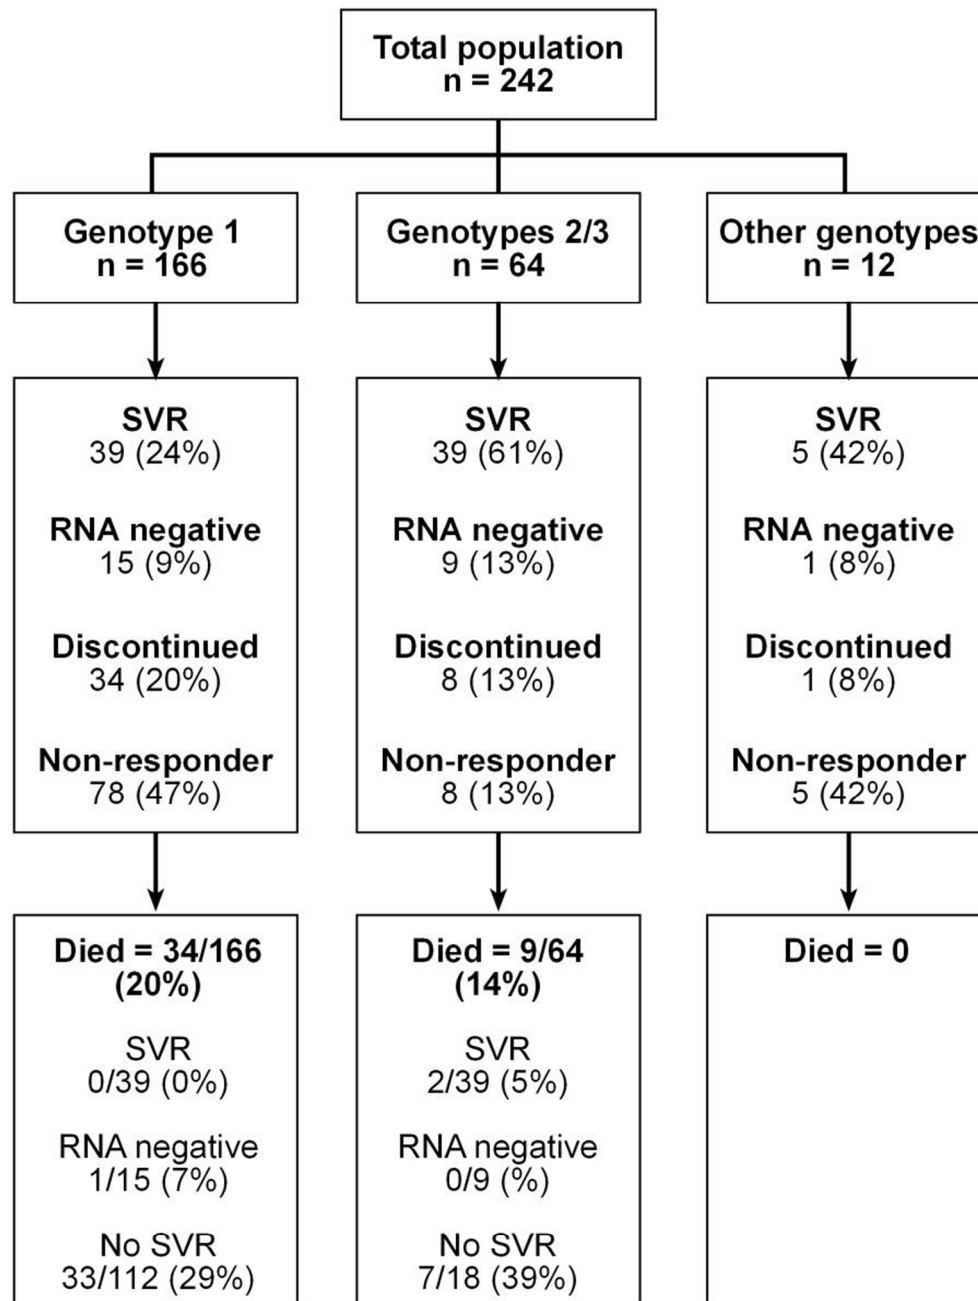 Total population
n = 242
Genotype 1
n = 166
Genotypes 2/3
n = 64
Other genotypes
n = 12
SVR
39 (24%)
RNA negative
15 (9%)
Discontinued
34 (20%)
Non-responder
78 (47%)
SVR
39 (61%)
RNA negative
9 (13%)
Discontinued
8 (13%)
Non-responder
8 (13%)
SVR
5 (42%)
RNA negative
1 (8%)
Discontinued
1 (8%)
Non-responder
5 (42%)
Died = 34/166
(20%)
SVR
0/39 (0%)
RNA negative
1/15 (7%)
No SVR
33/112 (29%)
Died = 9/64
(14%)
SVR
2/39 (5%)
RNA negative
0/9 (%)
No SVR
7/18 (39%)
Died = 0